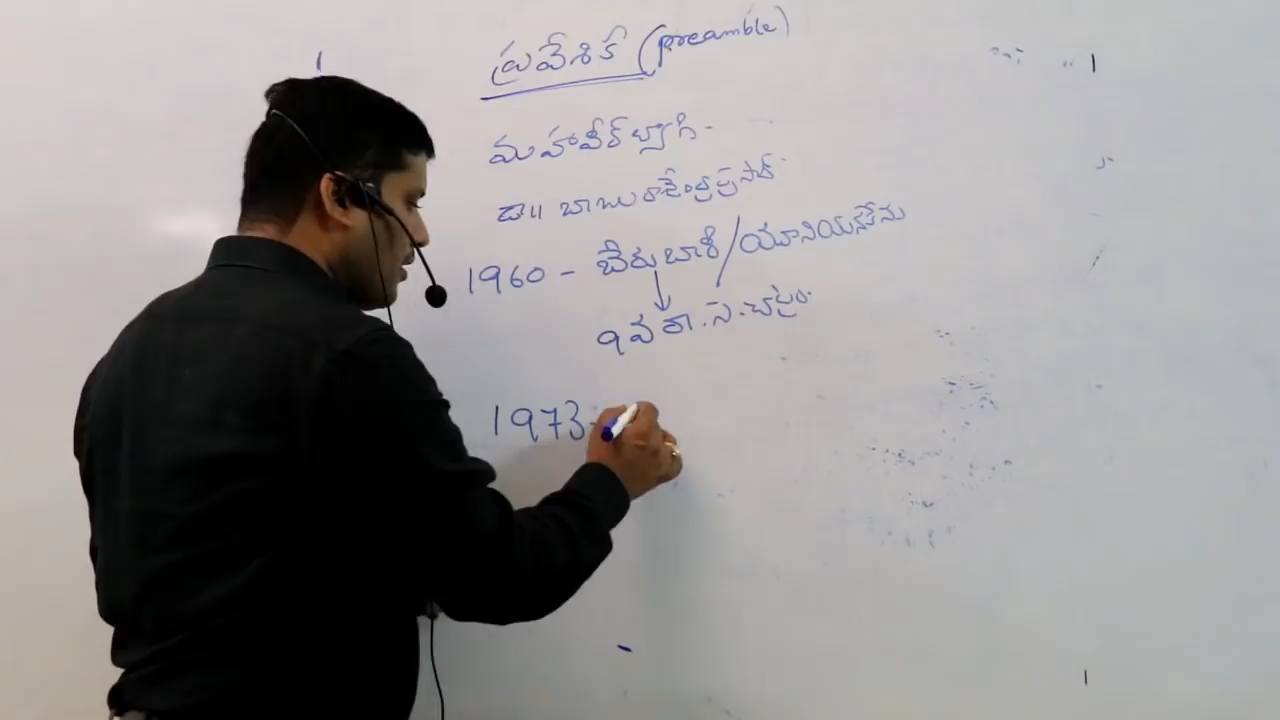 ప్రవేశిక (preamble)
మహావీర్ త్యాగి.
డా॥ బాబు రాజేంద్రప్రసాద్
1960 - బేరుబారీ/యూనియన్ కేసు
9వ రా.స.చట్టం.
1973-